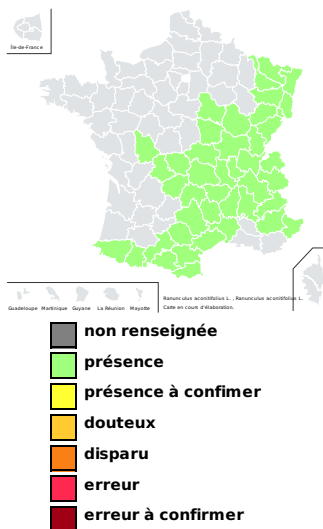 Île-de-France
Guadeloupe Martinique Guyane La Réunion Mayotte
Ranunculus aconitifolius L. , Ranunculus aconitifolius L.
Carte en cours d'élaboration.
non renseignée
présence
présence à confimer
douteux
disparu
erreur
erreur à confirmer